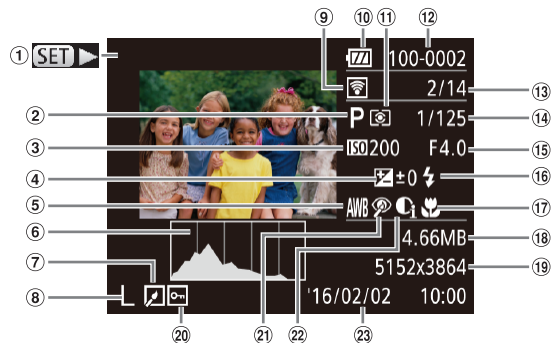 ① SET ⑨ ⑩ ⑪ ⑫
100-0002
2/14 ⑬
② P 1/125 ⑭
③ ISO 200 F4.0 ⑮
④ ±0 ⑯
⑤ AWB i ⑰
⑥ 4.66MB ⑱
⑦ 5152x3864 ⑲
⑧ L '16/02/02 10:00
⑳ ㉑ ㉒ ㉓